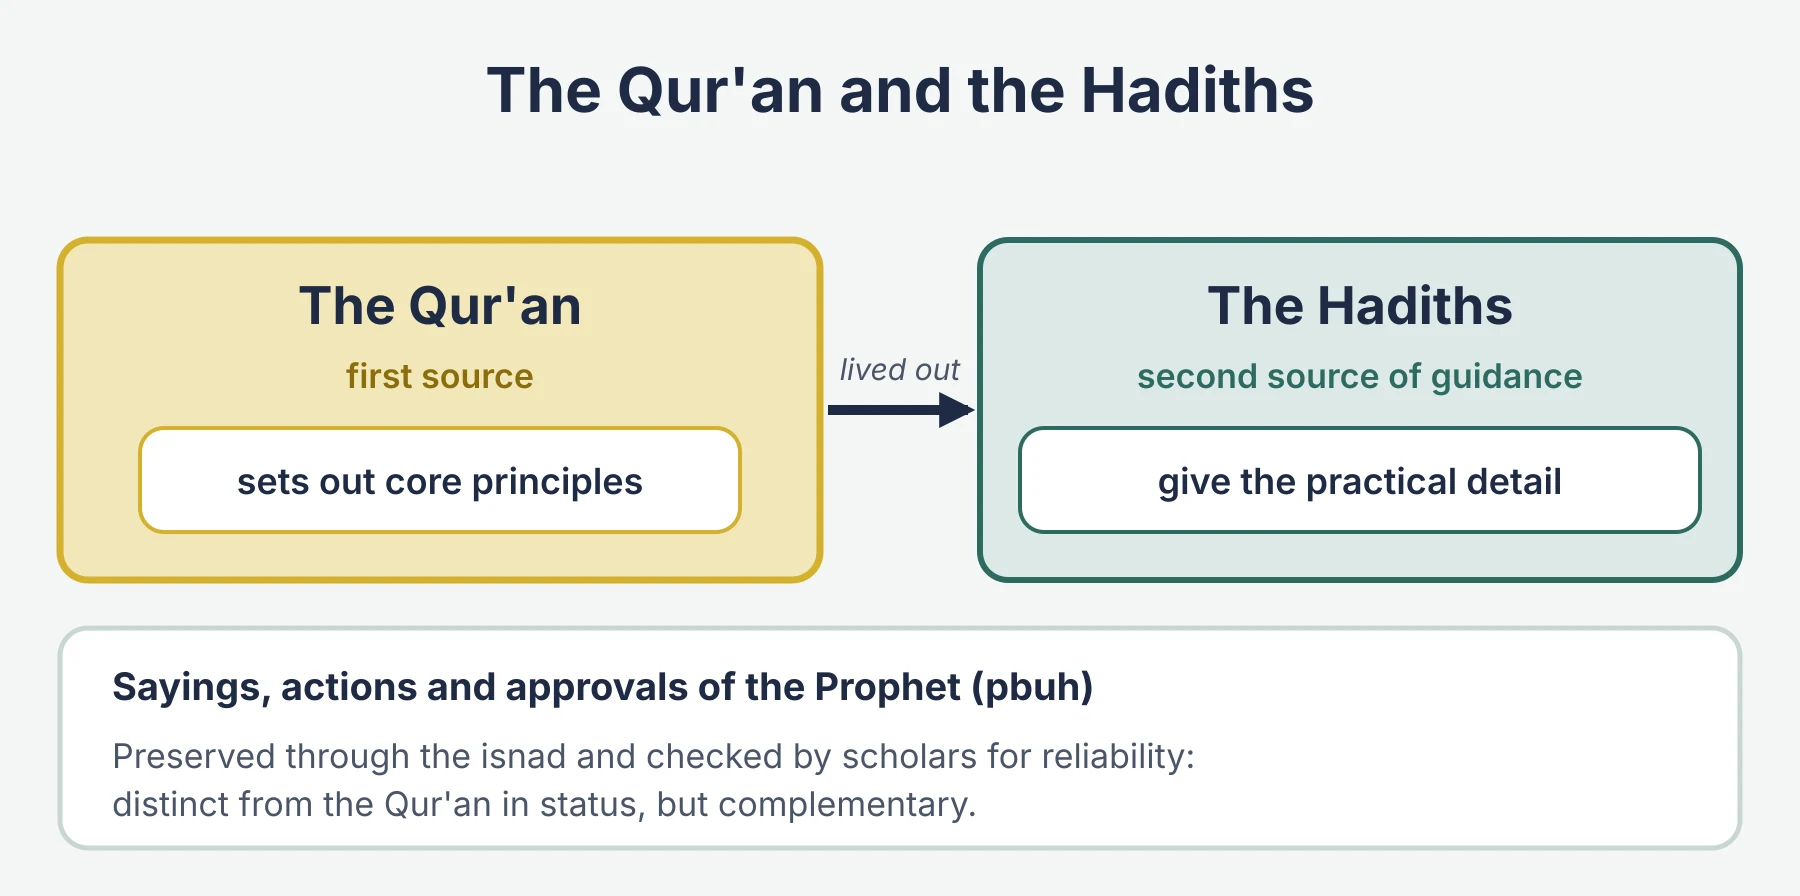 The Qur'an and the Hadiths
The Qur'an
first source
sets out core principles
lived out
The Hadiths
second source of guidance
give the practical detail
Sayings, actions and approvals of the Prophet (pbuh)
Preserved through the isnad and checked by scholars for reliability:
distinct from the Qur'an in status, but complementary.